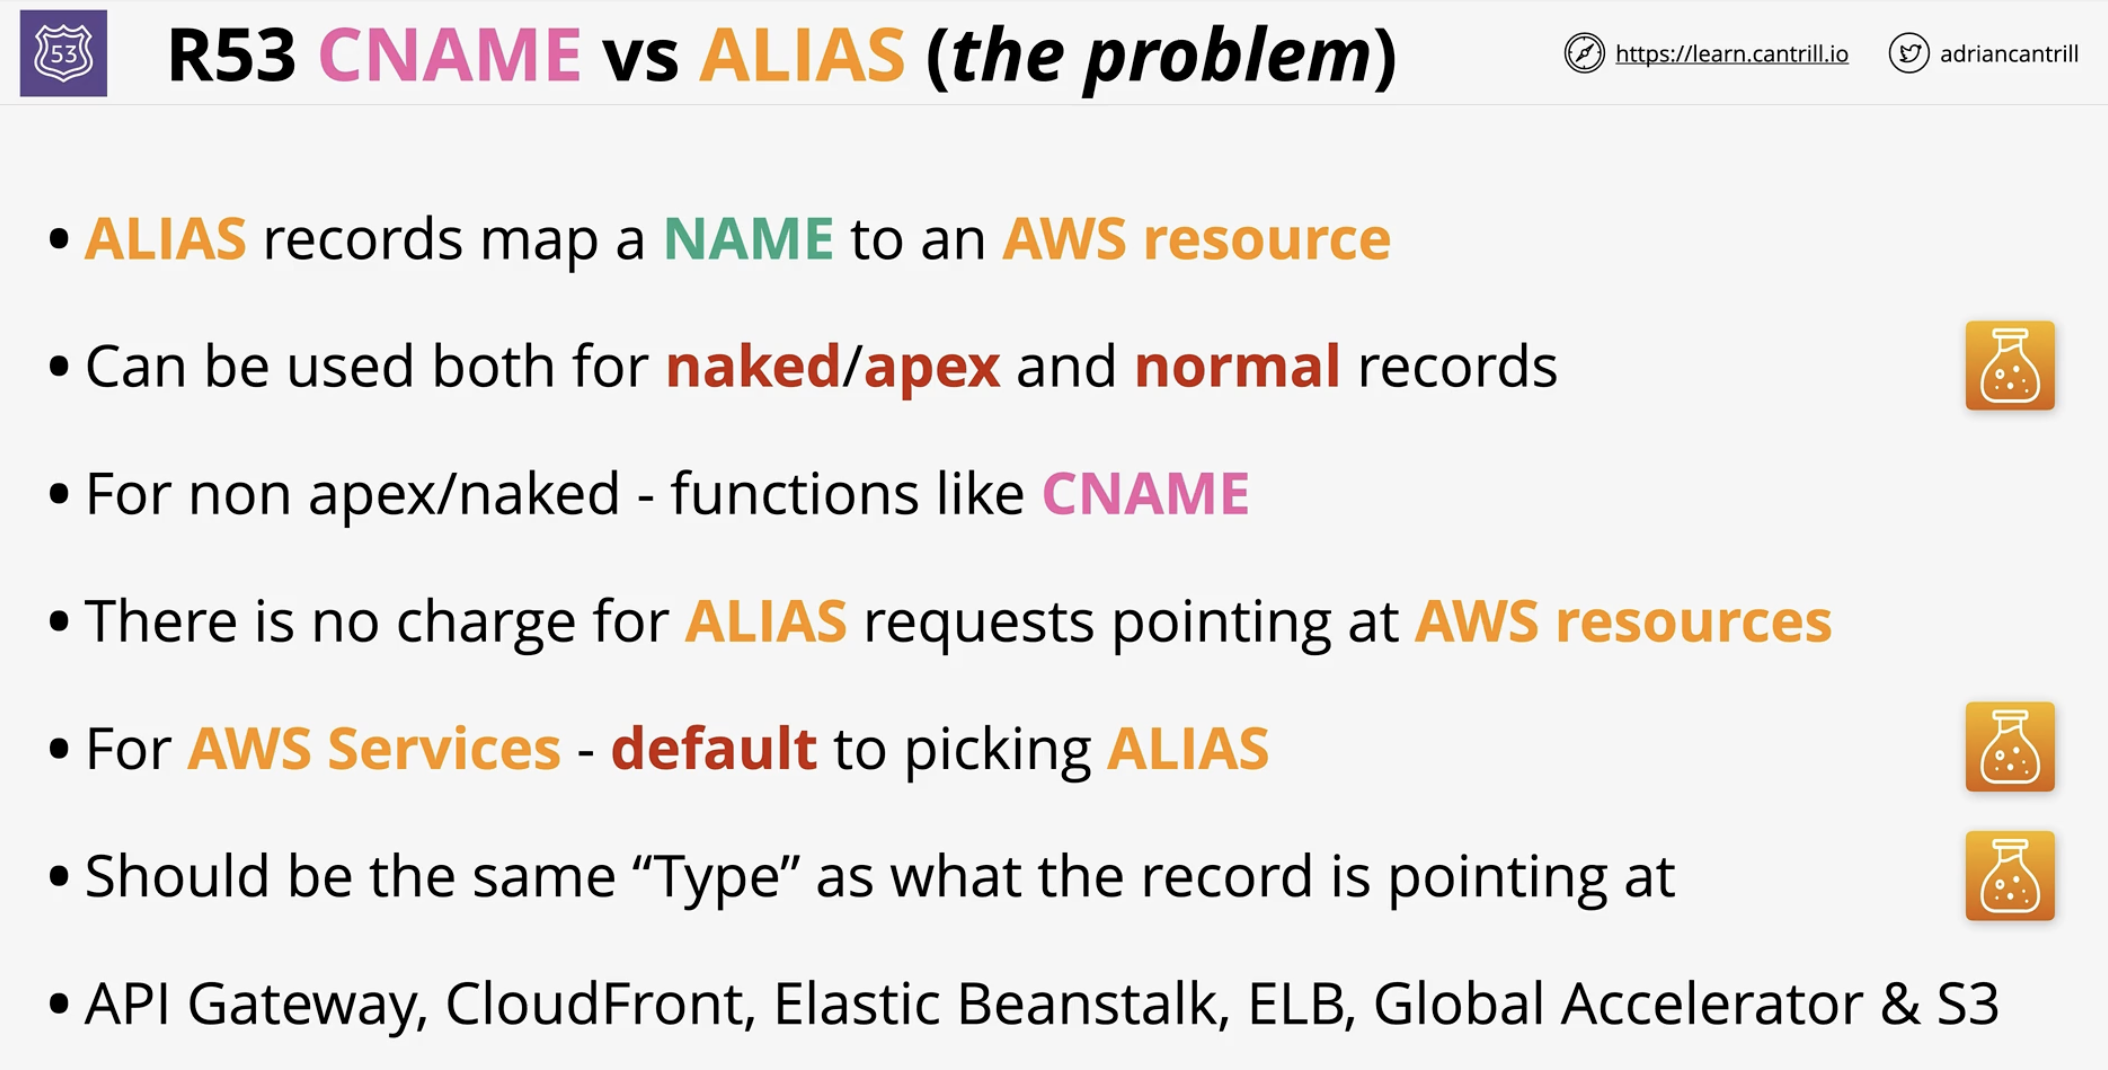 53
R53 CNAME vs ALIAS (the problem)
https://learn.cantrill.io
adriancantrill
• ALIAS records map a NAME to an AWS resource
• Can be used both for naked/apex and normal records
• For non apex/naked - functions like CNAME
• There is no charge for ALIAS requests pointing at AWS resources
• For AWS Services - default to picking ALIAS
• Should be the same “Type” as what the record is pointing at
• API Gateway, CloudFront, Elastic Beanstalk, ELB, Global Accelerator & S3